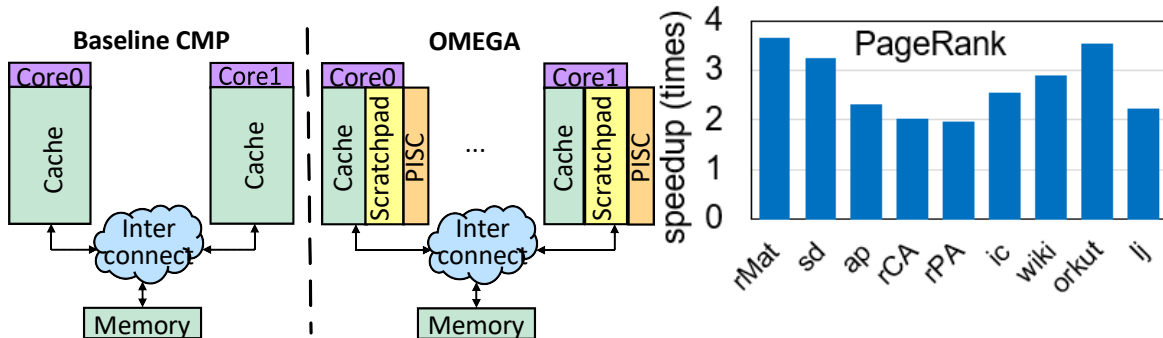 Baseline CMP
Core0
Core1
Cache
Cache
Inter
connect
Memory
OMEGA
Core0
Core1
Cache
Scratchpad
PISC
...
Cache
Scratchpad
PISC
Inter
connect
Memory
PageRank
speedup (times)
4
3
2
1
0
rMat
sd
ap
rCA
rPA
ic
wiki
orkut
lj